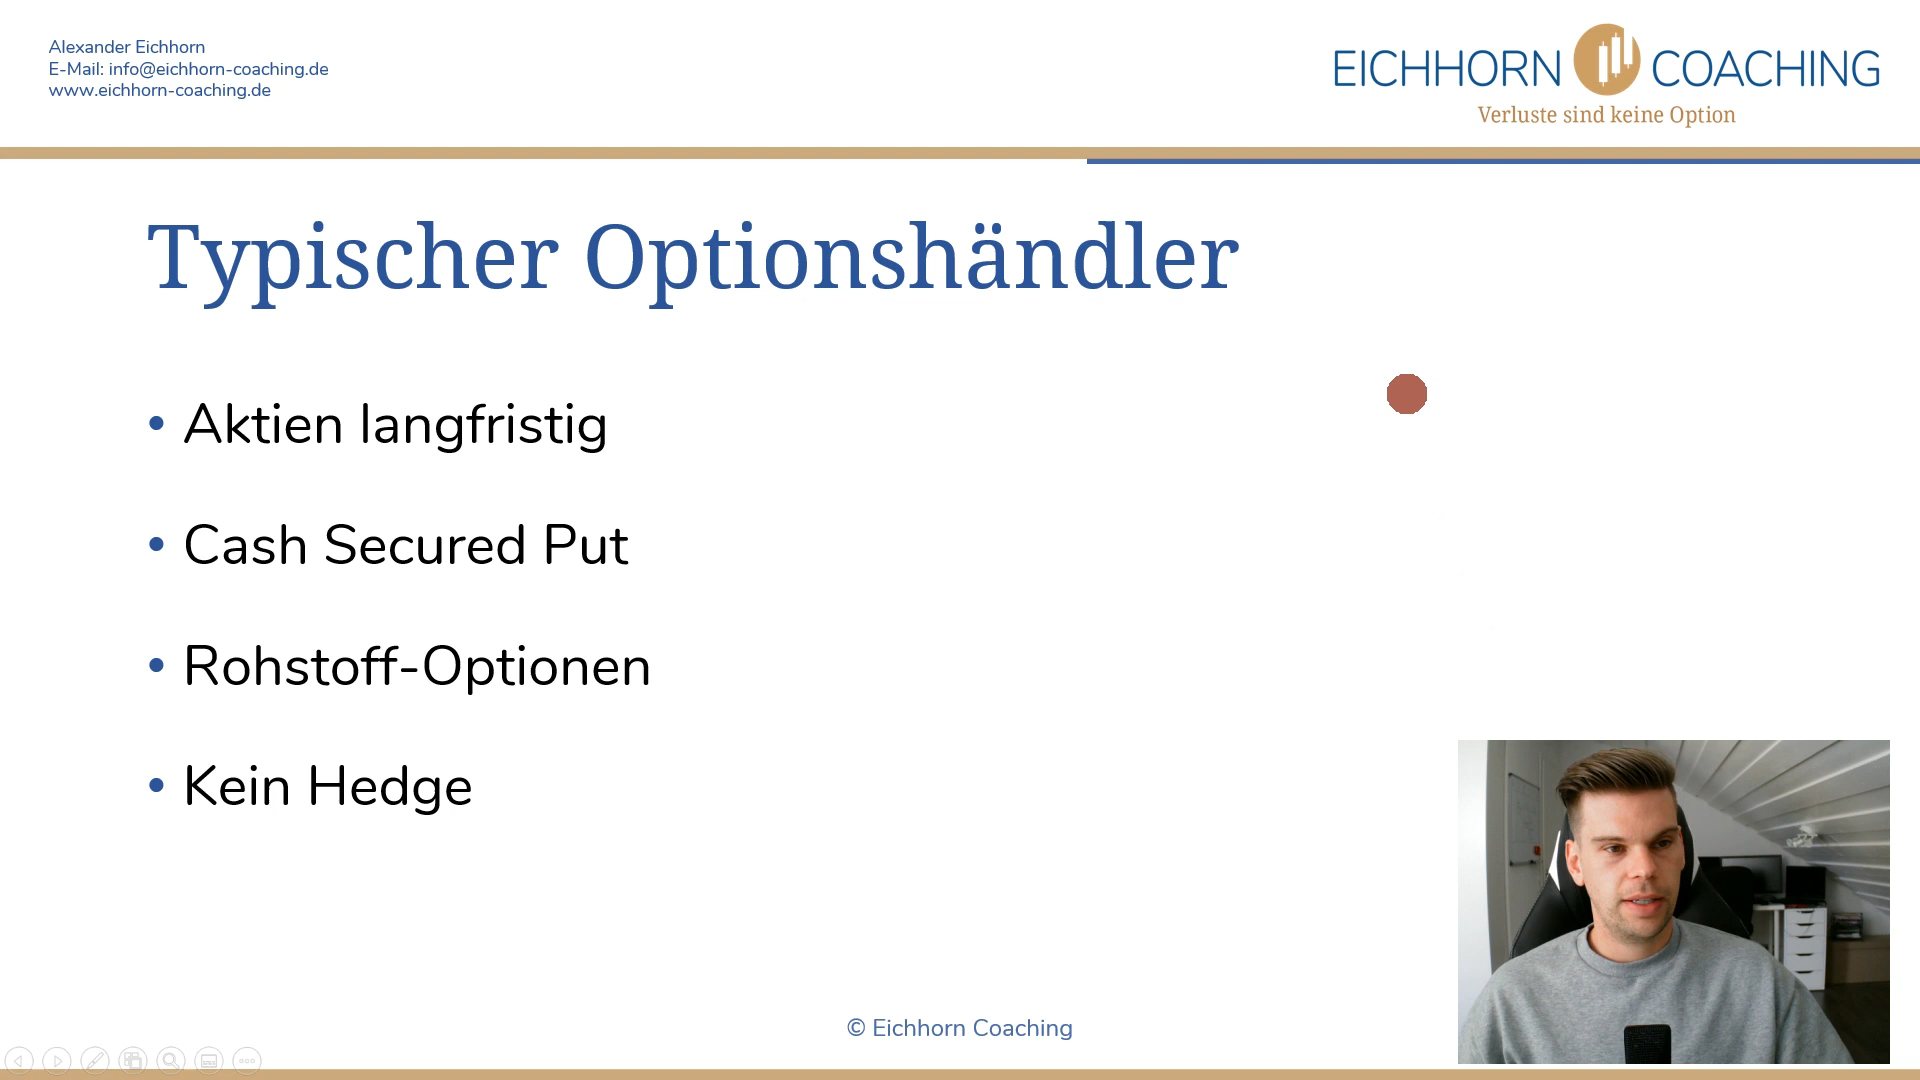 Alexander Eichhorn
E-Mail: info@eichhorn-coaching.de
www.eichhorn-coaching.de
EICHHORN COACHING
Verluste sind keine Option
Typischer Optionshändler
• Aktien langfristig
• Cash Secured Put
• Rohstoff-Optionen
• Kein Hedge
© Eichhorn Coaching